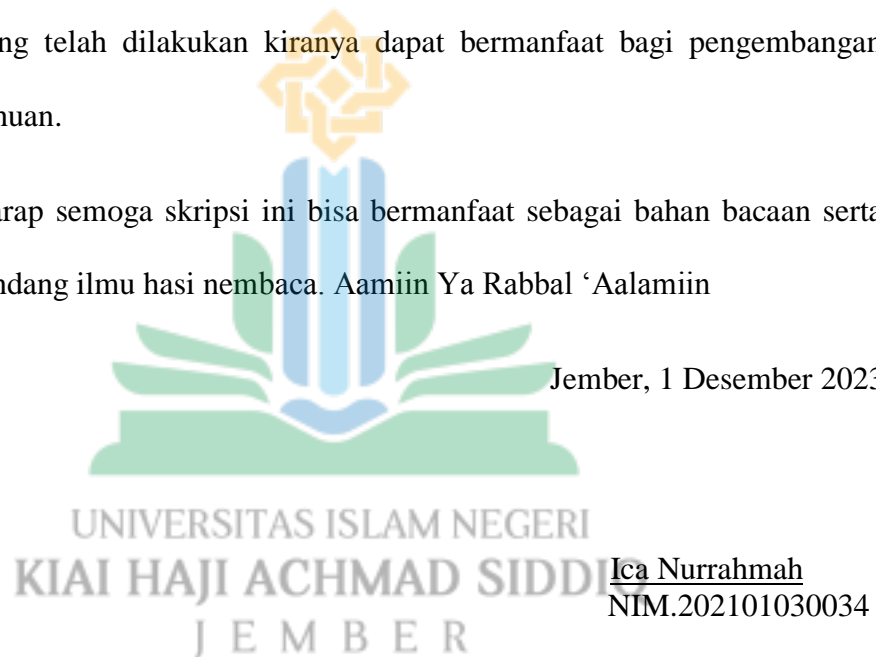 ng telah dilakukan kiranya dapat bermanfaat bagi pengembangan
nuan.
arap semoga skripsi ini bisa bermanfaat sebagai bahan bacaan serta
ndang ilmu hasi nembaca. Aamiin Ya Rabbal ‘Aalamiin
Jember, 1 Desember 2023
UNIVERSITAS ISLAM NEGERI
KIAI HAJI ACHMAD SIDDIQ
Ica Nurrahmah
NIM.202101030034
JEMBER